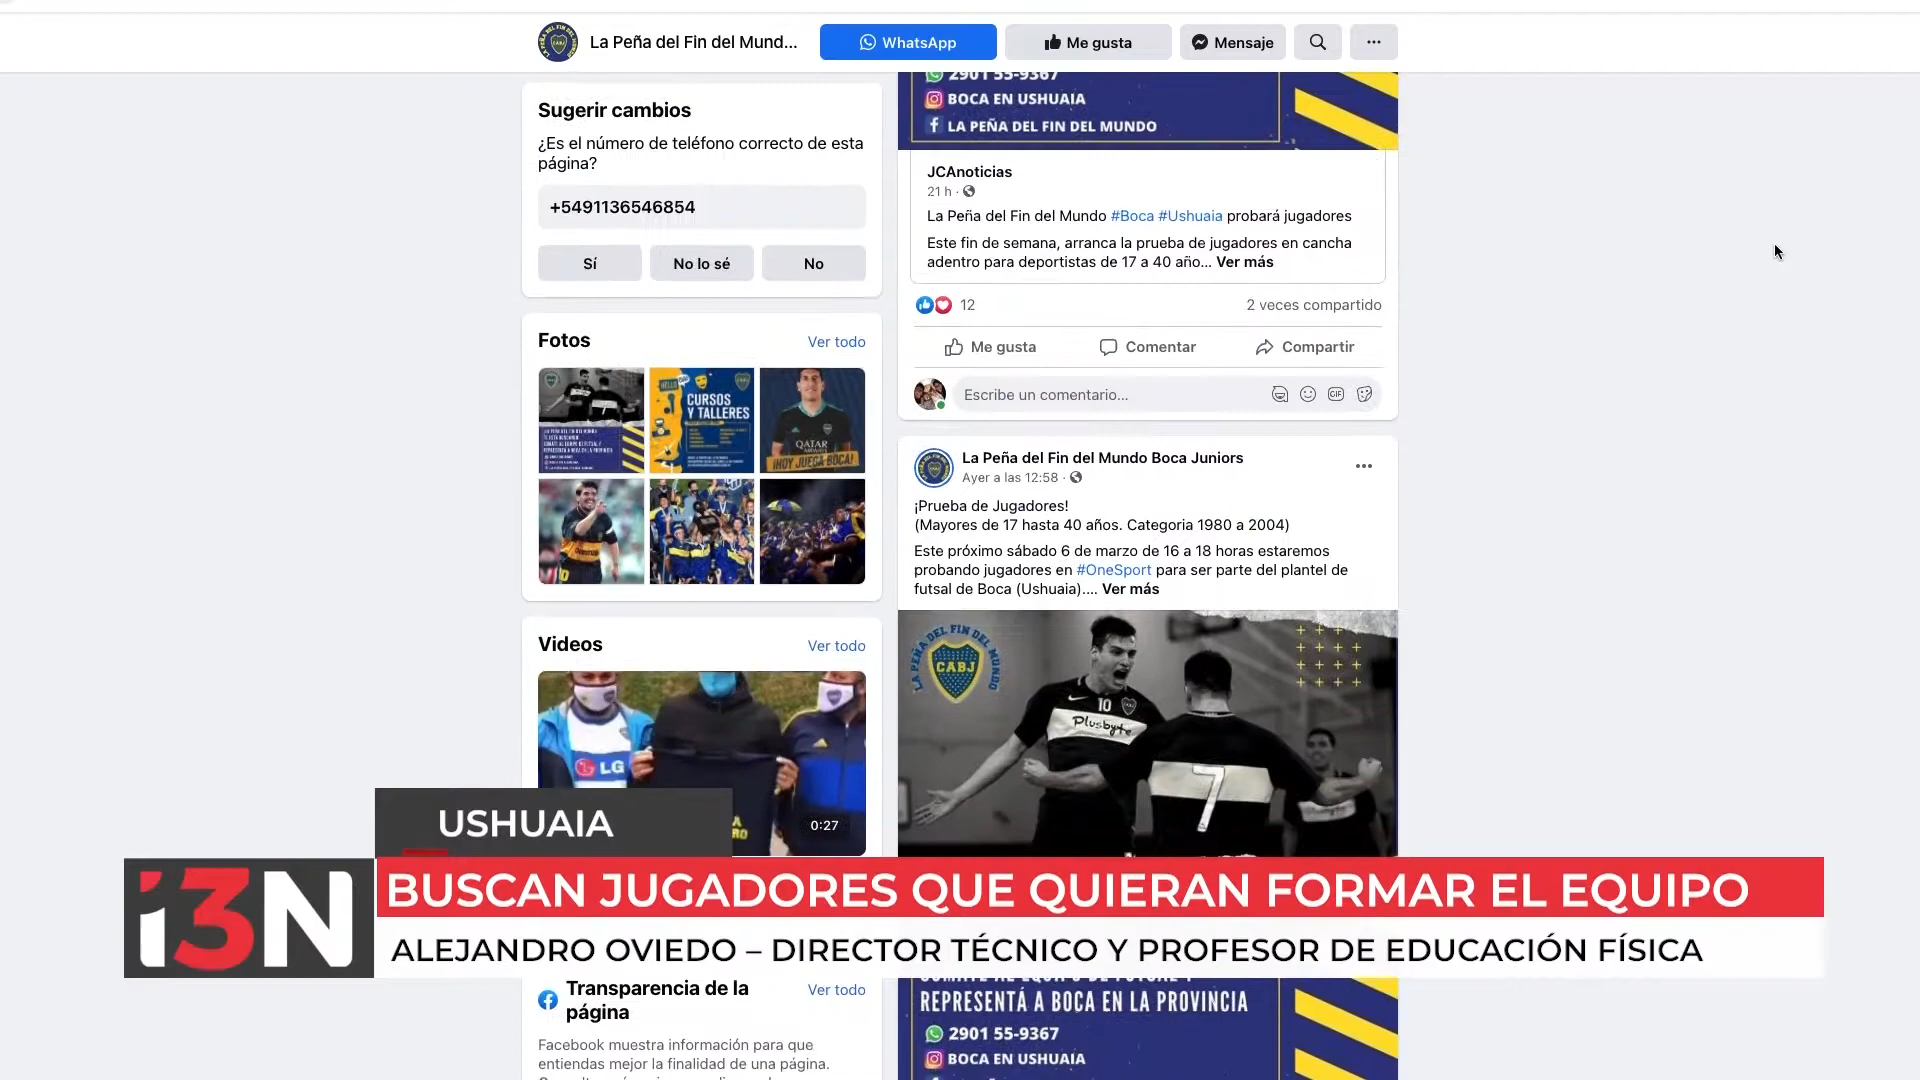 La Peña del Fin del Mund...
WhatsApp
Me gusta
Mensaje
Sugerir cambios
¿Es el número de teléfono correcto de esta
página?
+5491136546854
Sí
No lo sé
No
Fotos
Ver todo
CURSOS
Y TALLERES
QATAR
¡HOY JUEGA BOCA!
Videos
Ver todo
LG
0:27
Transparencia de la
página
Ver todo
Facebook muestra información para que
entiendas mejor la finalidad de una página.
2901 55-9367
BOCA EN USHUAIA
LA PEÑA DEL FIN DEL MUNDO
JCAnoticias
21 h
La Peña del Fin del Mundo #Boca #Ushuaia probará jugadores
Este fin de semana, arranca la prueba de jugadores en cancha
adentro para deportistas de 17 a 40 año... Ver más
12
2 veces compartido
Me gusta
Comentar
Compartir
Escribe un comentario...
GIF
La Peña del Fin del Mundo Boca Juniors
Ayer a las 12:58
¡Prueba de Jugadores!
(Mayores de 17 hasta 40 años. Categoria 1980 a 2004)
Este próximo sábado 6 de marzo de 16 a 18 horas estaremos
probando jugadores en #OneSport para ser parte del plantel de
futsal de Boca (Ushuaia).... Ver más
LA PEÑA DEL FIN DEL MUNDO
CABJ
10
Plusbyte
7
REPRESENTÁ A BOCA EN LA PROVINCIA
2901 55-9367
BOCA EN USHUAIA
USHUAIA
i3N
BUSCAN JUGADORES QUE QUIERAN FORMAR EL EQUIPO
ALEJANDRO OVIEDO – DIRECTOR TÉCNICO Y PROFESOR DE EDUCACIÓN FÍSICA